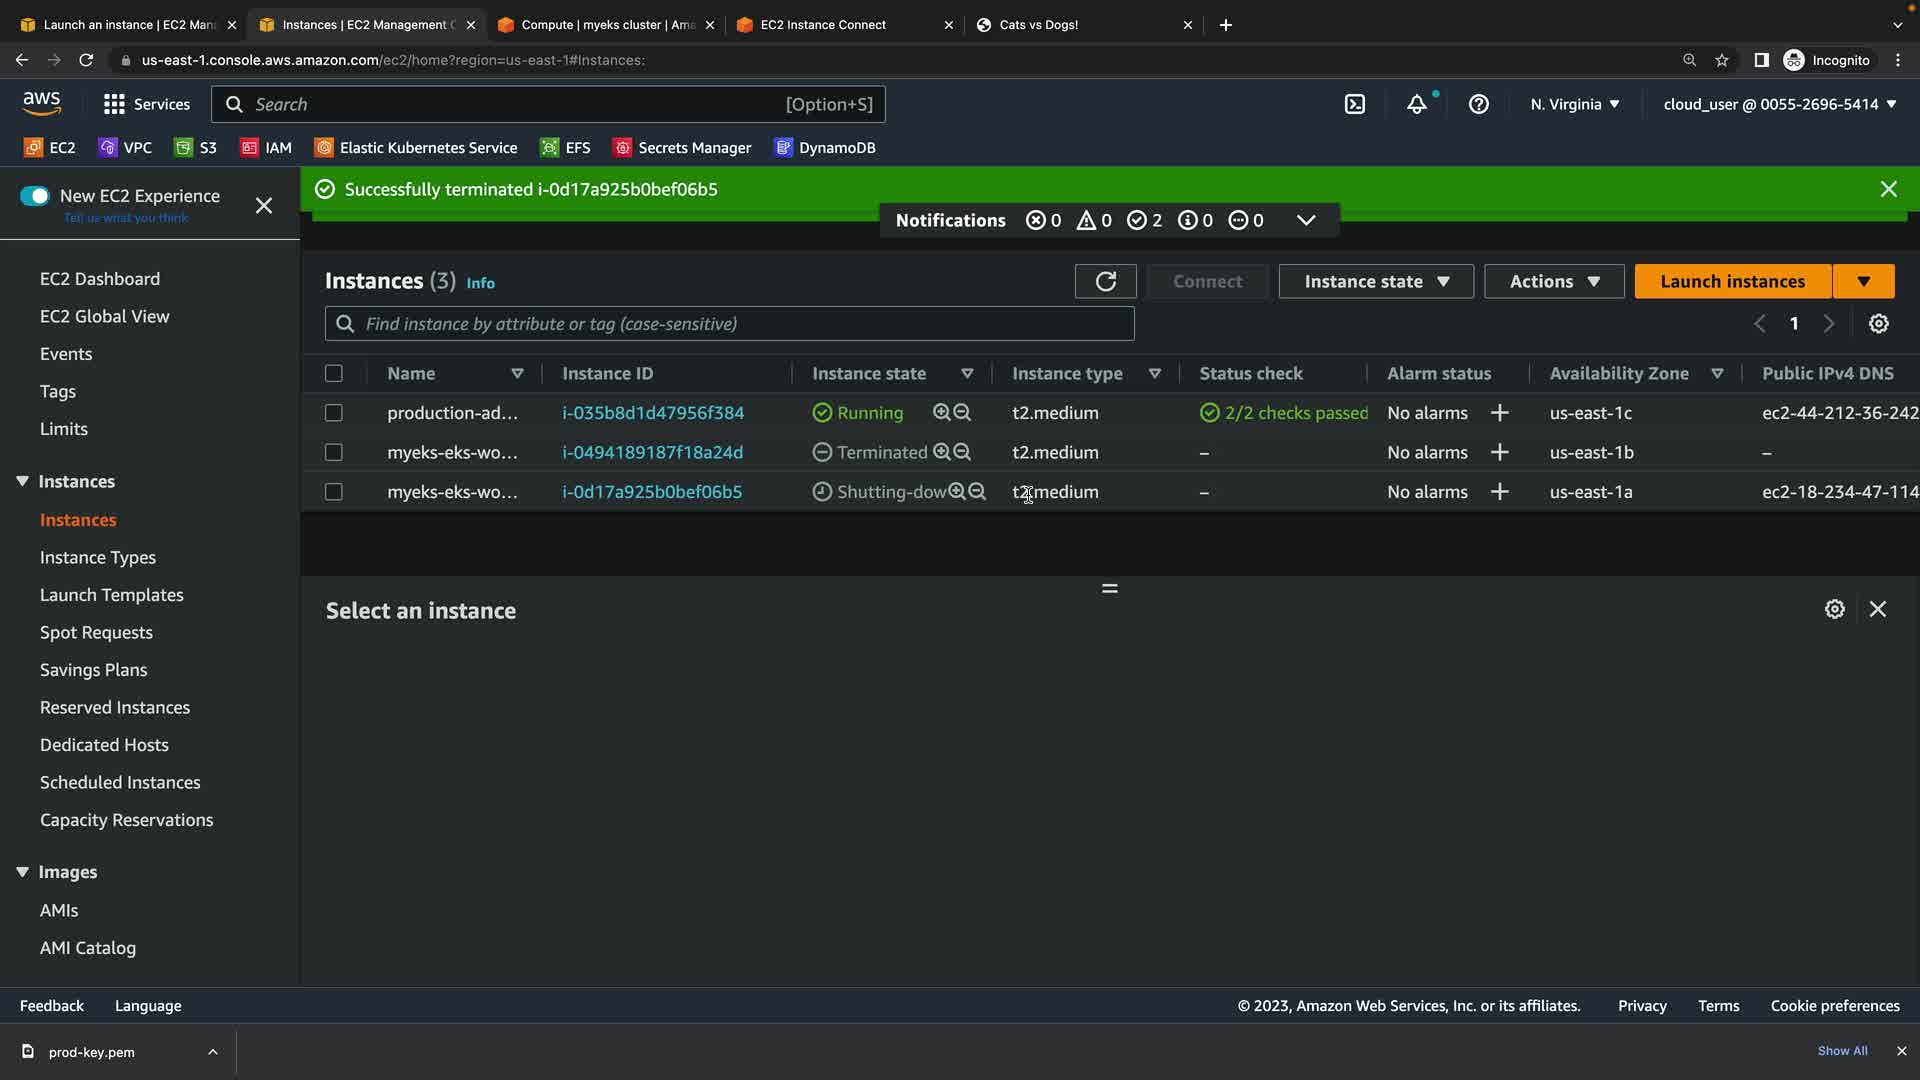 Launch an instance | EC2 Man
Instances | EC2 Management C
Compute | myeks cluster | Ama
EC2 Instance Connect
Cats vs Dogs!
us-east-1.console.aws.amazon.com/ec2/home?region=us-east-1#Instances:
Incognito
aws
Services
Search
[Option+S]
N. Virginia
cloud_user @ 0055-2696-5414
EC2
VPC
S3
IAM
Elastic Kubernetes Service
EFS
Secrets Manager
DynamoDB
New EC2 Experience
Tell us what you think
Successfully terminated i-0d17a925b0bef06b5
Notifications 0 0 2 0 0
EC2 Dashboard
EC2 Global View
Events
Tags
Limits
Instances
Instances
Instance Types
Launch Templates
Spot Requests
Savings Plans
Reserved Instances
Dedicated Hosts
Scheduled Instances
Capacity Reservations
Images
AMIs
AMI Catalog
Instances (3) Info
Connect
Instance state
Actions
Launch instances
Find instance by attribute or tag (case-sensitive)
1
Name Instance ID Instance state Instance type Status check Alarm status Availability Zone Public IPv4 DNS
production-ad... i-035b8d1d47956f384 Running t2.medium 2/2 checks passed No alarms + us-east-1c ec2-44-212-36-242
myeks-eks-wo... i-0494189187f18a24d Terminated t2.medium – No alarms + us-east-1b –
myeks-eks-wo... i-0d17a925b0bef06b5 Shutting-dow t2.medium – No alarms + us-east-1a ec2-18-234-47-114
Select an instance
Feedback
Language
© 2023, Amazon Web Services, Inc. or its affiliates.
Privacy
Terms
Cookie preferences
prod-key.pem
Show All